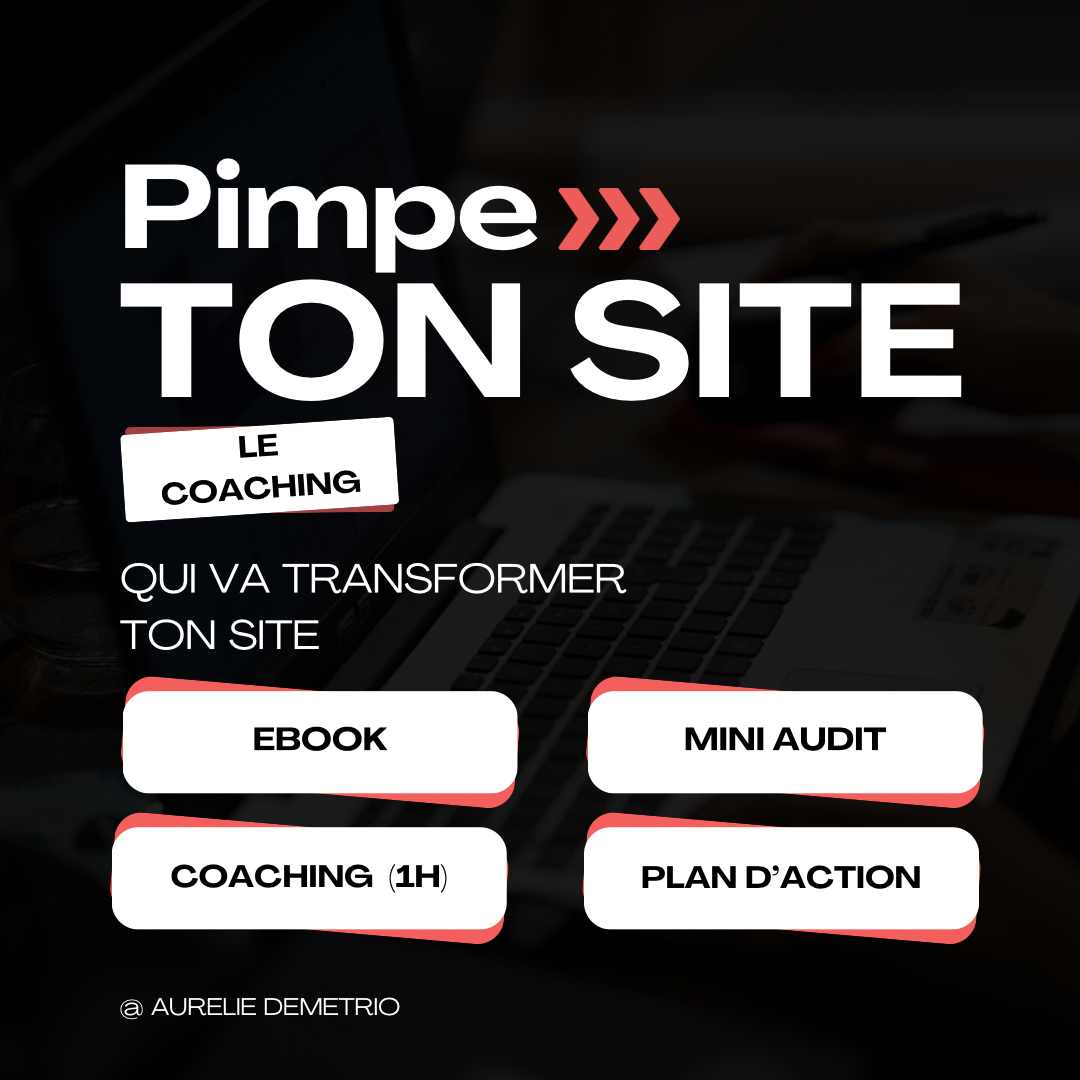 Pimpe
TON SITE
LE
COACHING
QUI VA TRANSFORMER
TON SITE
EBOOK
MINI AUDIT
COACHING (1H)
PLAN D’ACTION
@ AURELIE DEMETRIO